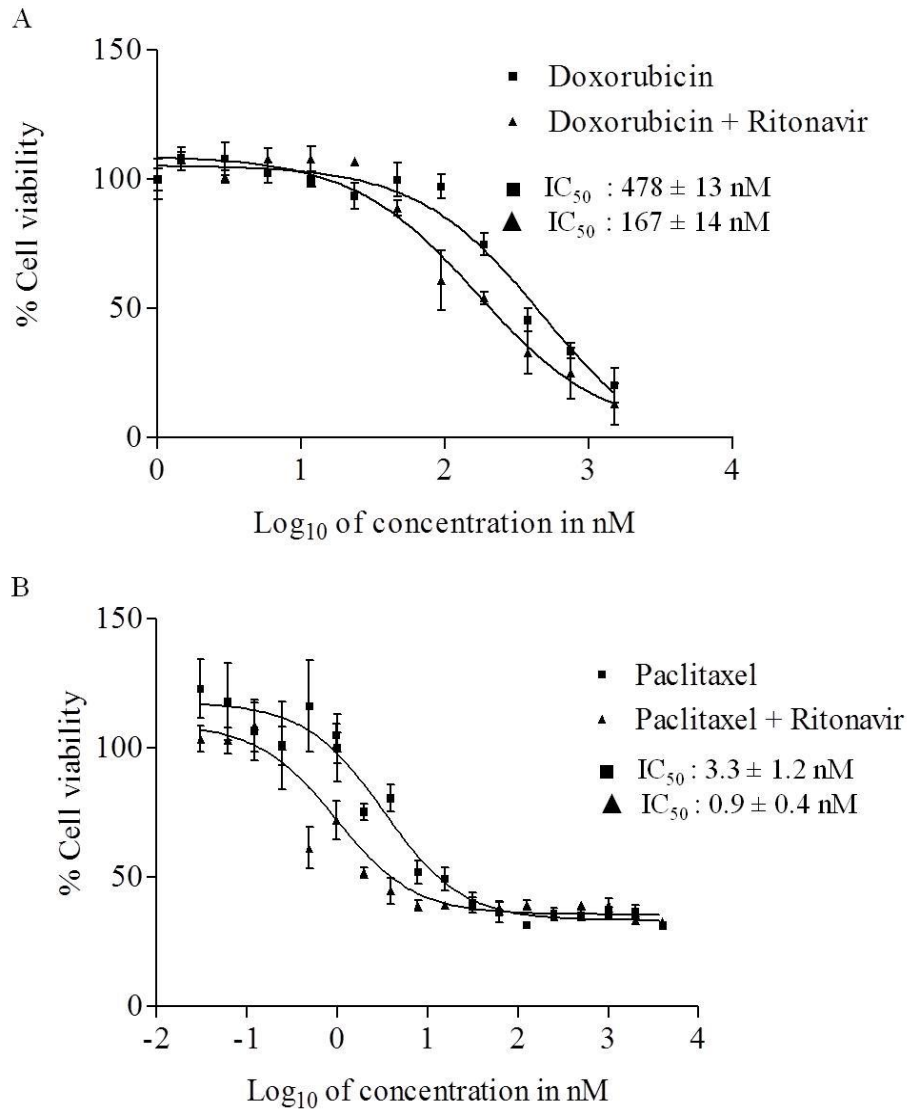 A
150
100
50
0
% Cell viability
Doxorubicin
Doxorubicin + Ritonavir
IC50 : 478 ± 13 nM
IC50 : 167 ± 14 nM
0 1 2 3 4
Log10 of concentration in nM
B
150
100
50
0
% Cell viability
Paclitaxel
Paclitaxel + Ritonavir
IC50 : 3.3 ± 1.2 nM
IC50 : 0.9 ± 0.4 nM
-2 -1 0 1 2 3 4
Log10 of concentration in nM